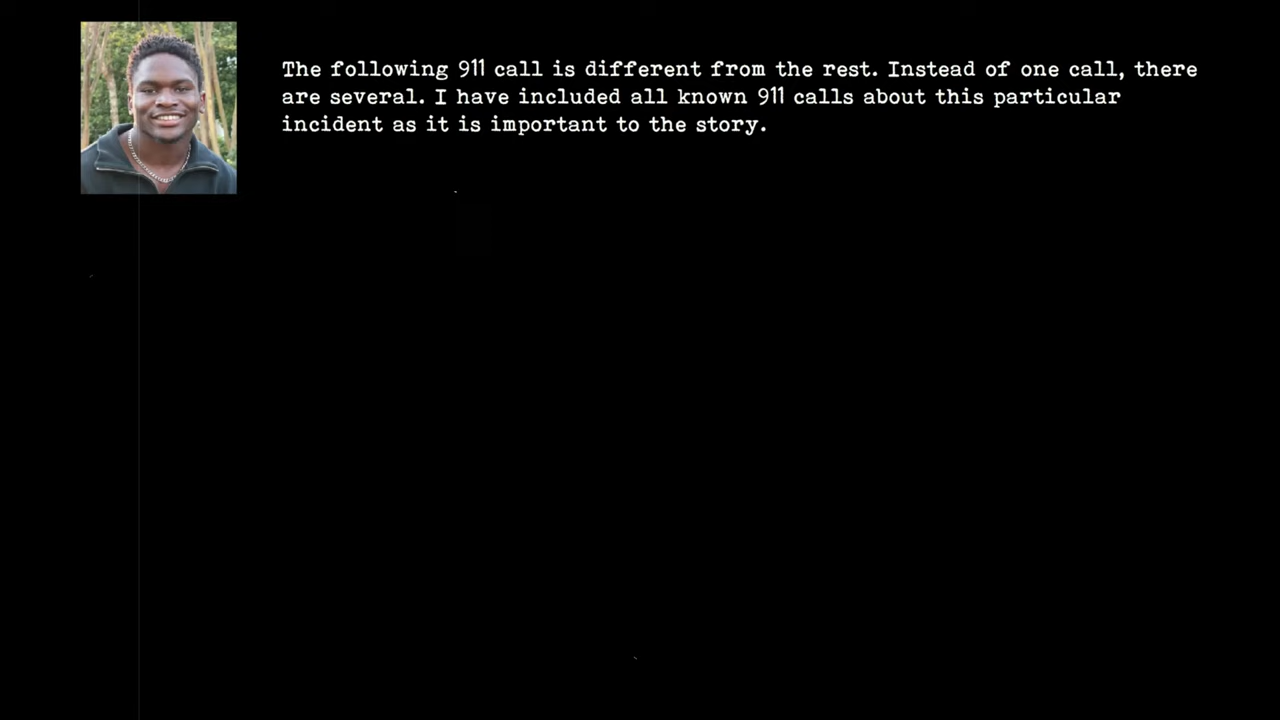 The following 911 call is different from the rest. Instead of one call, there
are several. I have included all known 911 calls about this particular
incident as it is important to the story.